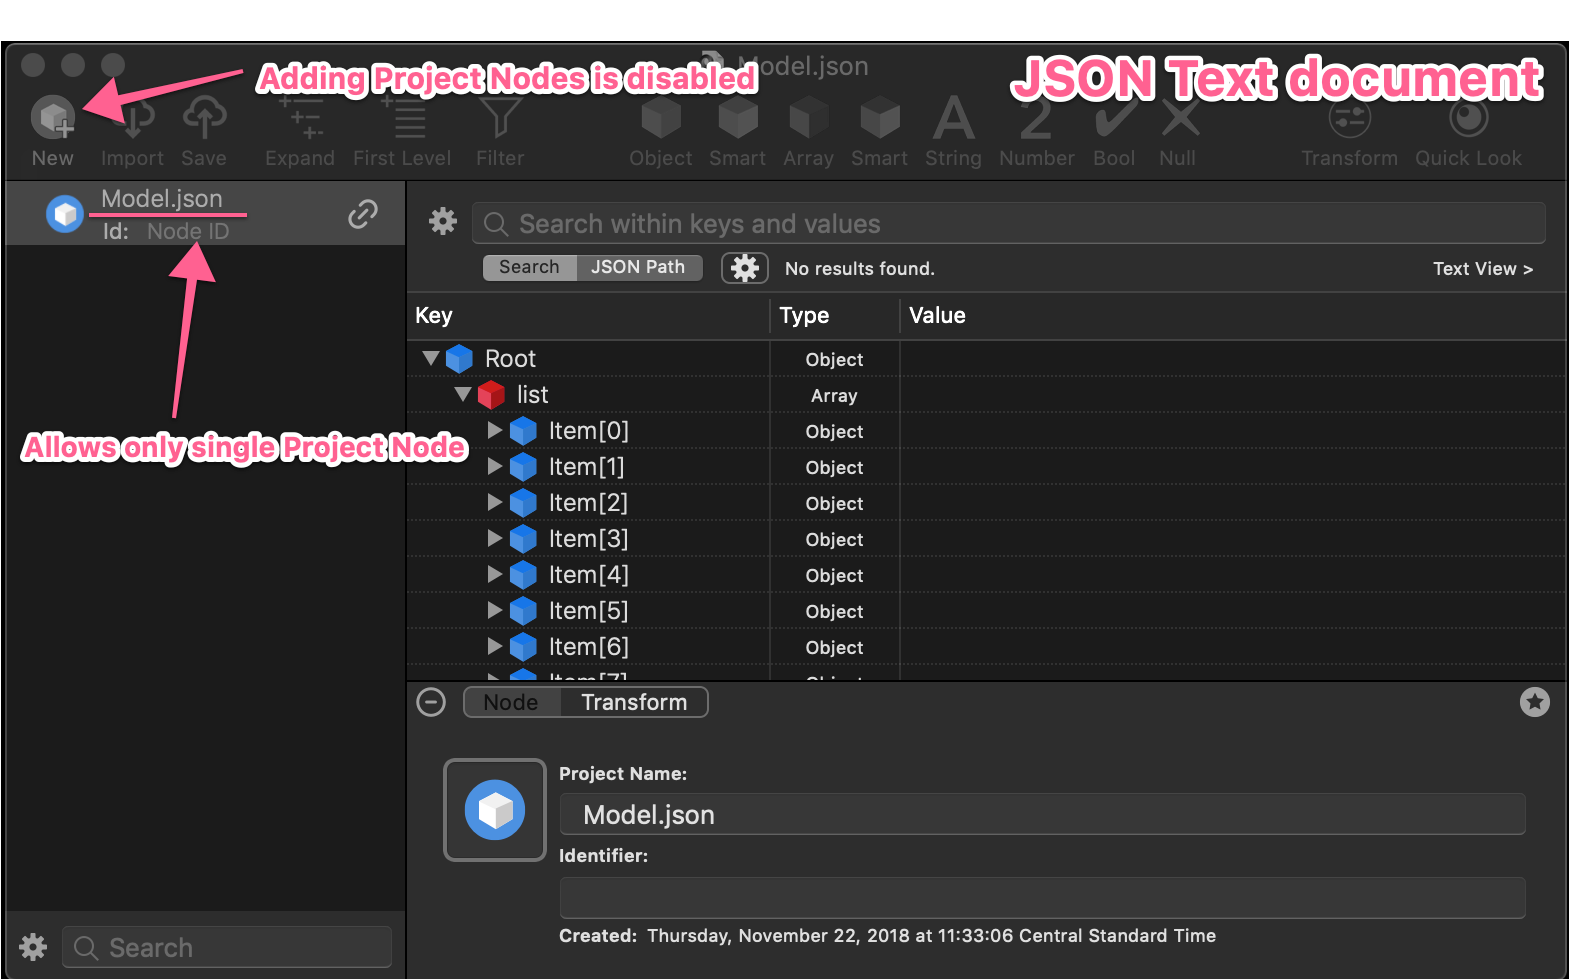 Model.json
Adding Project Nodes is disabled
JSON Text document
New Import Save Expand First Level Filter Object Smart Array Smart String Number Bool Null Transform Quick Look
Model.json
Id: Node ID
Allows only single Project Node
Search within keys and values
Search JSON Path No results found. Text View >
Key Type Value
Root Object
list Array
Item[0] Object
Item[1] Object
Item[2] Object
Item[3] Object
Item[4] Object
Item[5] Object
Item[6] Object
Item[7] Object
Node Transform
Project Name:
Model.json
Identifier:
Created: Thursday, November 22, 2018 at 11:33:06 Central Standard Time
Search